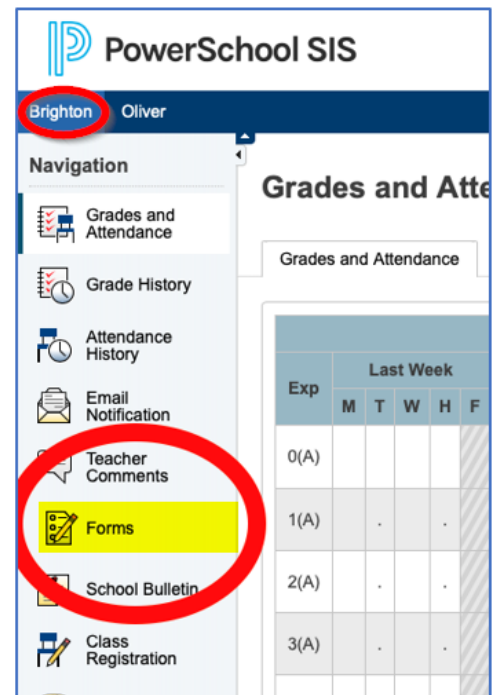 PowerSchool SIS
Brighton Oliver
Navigation
Grades and
Attendance
Grade History
Attendance
History
Email
Notification
Teacher
Comments
Forms
School Bulletin
Class
Registration
Grades and Atte
Grades and Attendance
Last Week
Exp
M T W H F
0(A)
1(A) . .
2(A) . .
3(A) . .